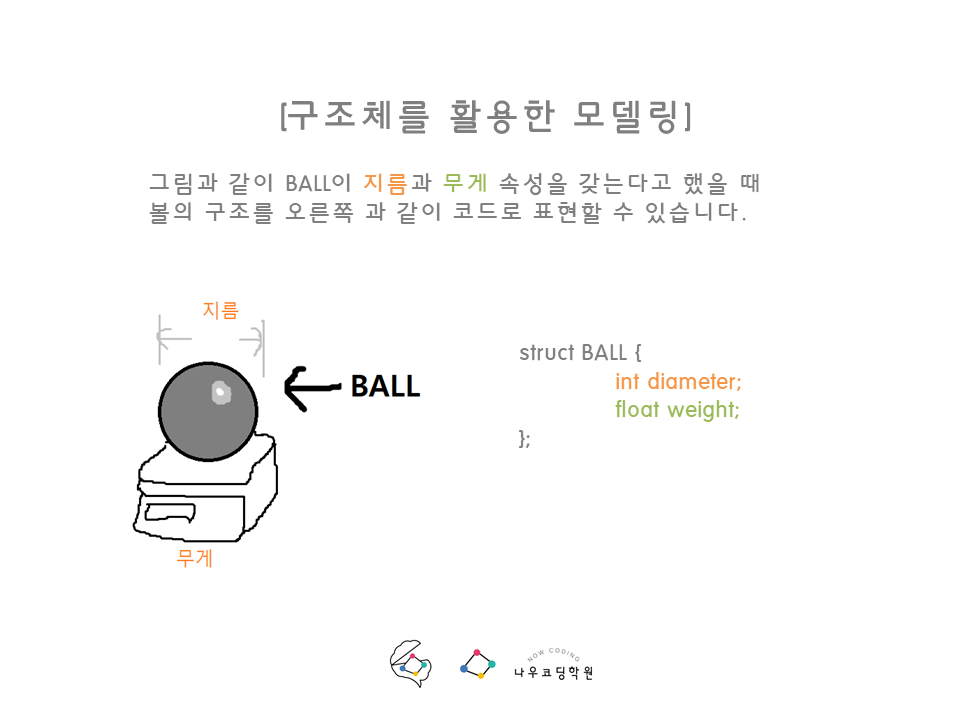 [구조체를 활용한 모델링]
그림과 같이 BALL이 지름과 무게 속성을 갖는다고 했을 때
볼의 구조를 오른쪽 과 같이 코드로 표현할 수 있습니다.
지름
BALL
무게
struct BALL {
int diameter;
float weight;
};
NOW CODING
나우코딩학원